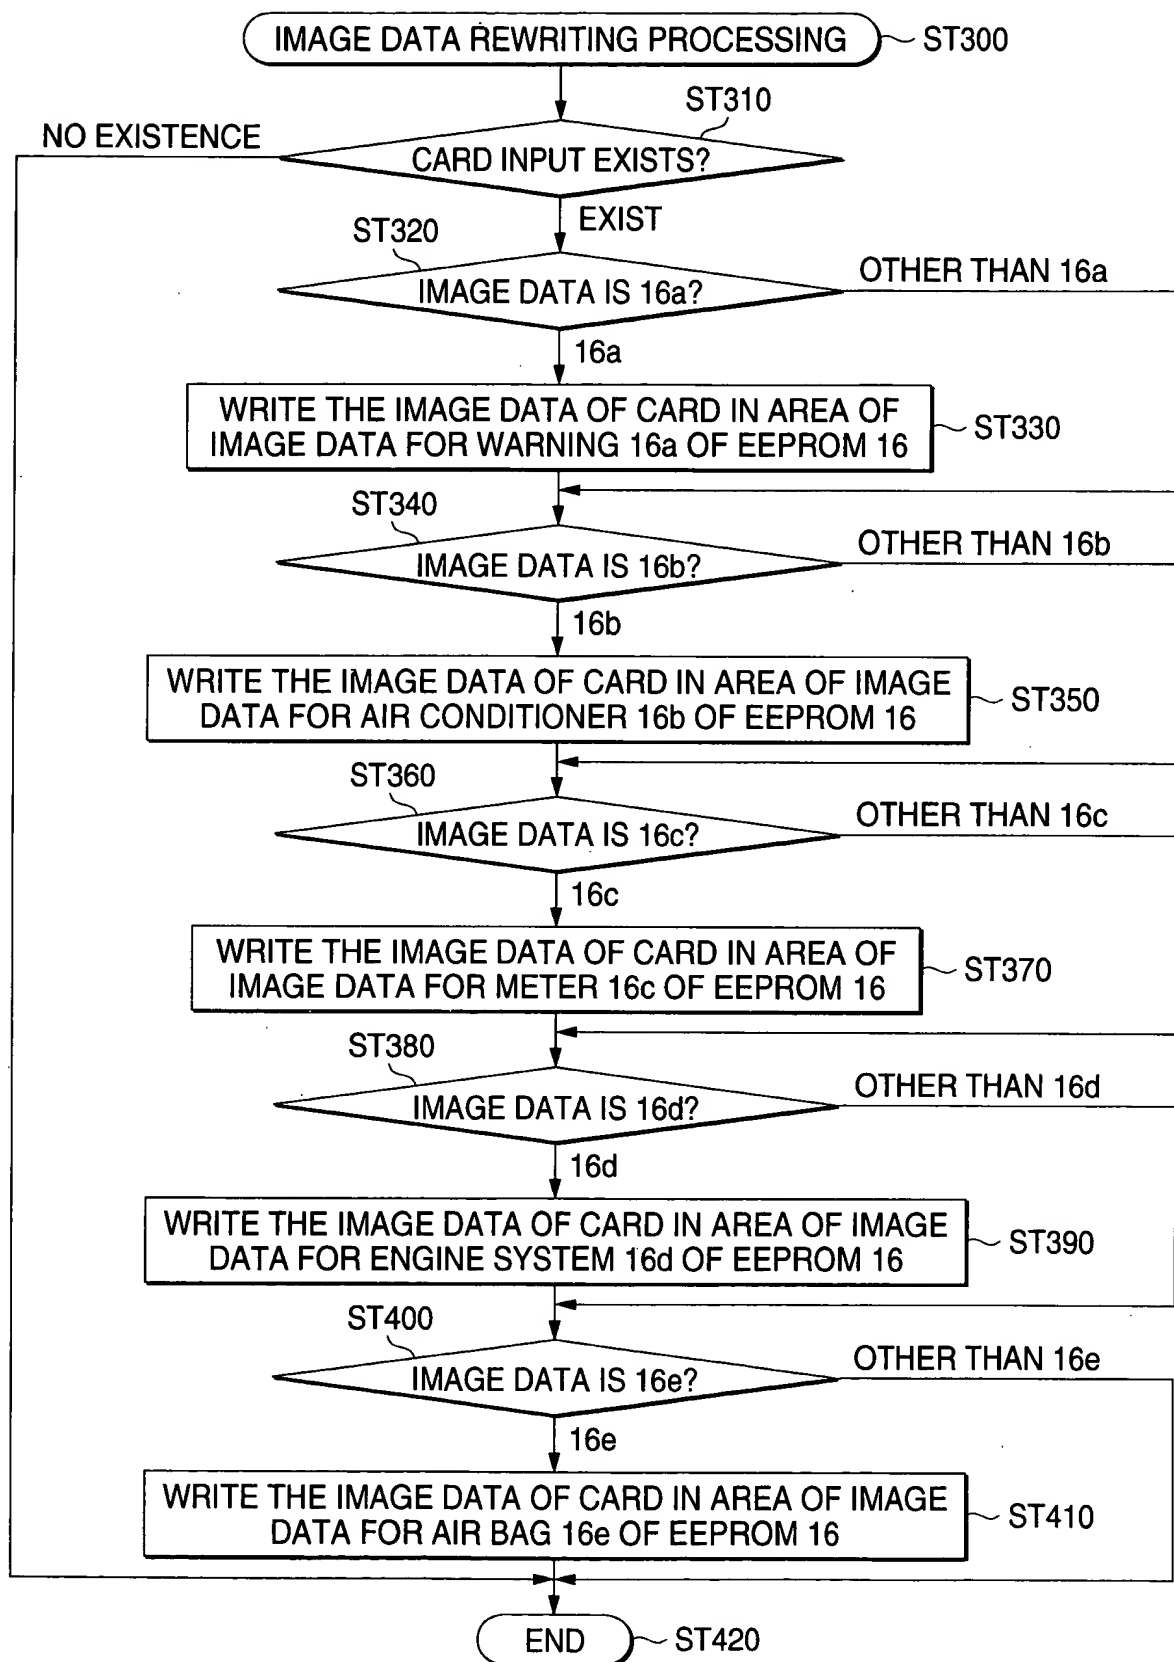 IMAGE DATA REWRITING PROCESSING
ST300
ST310
NO EXISTENCE
CARD INPUT EXISTS?
EXIST
ST320
OTHER THAN 16a
IMAGE DATA IS 16a?
16a
WRITE THE IMAGE DATA OF CARD IN AREA OF
IMAGE DATA FOR WARNING 16a OF EEPROM 16
ST330
ST340
OTHER THAN 16b
IMAGE DATA IS 16b?
16b
WRITE THE IMAGE DATA OF CARD IN AREA OF IMAGE
DATA FOR AIR CONDITIONER 16b OF EEPROM 16
ST350
ST360
OTHER THAN 16c
IMAGE DATA IS 16c?
16c
WRITE THE IMAGE DATA OF CARD IN AREA OF
IMAGE DATA FOR METER 16c OF EEPROM 16
ST370
ST380
OTHER THAN 16d
IMAGE DATA IS 16d?
16d
WRITE THE IMAGE DATA OF CARD IN AREA OF IMAGE
DATA FOR ENGINE SYSTEM 16d OF EEPROM 16
ST390
ST400
OTHER THAN 16e
IMAGE DATA IS 16e?
16e
WRITE THE IMAGE DATA OF CARD IN AREA OF IMAGE
DATA FOR AIR BAG 16e OF EEPROM 16
ST410
END
ST420